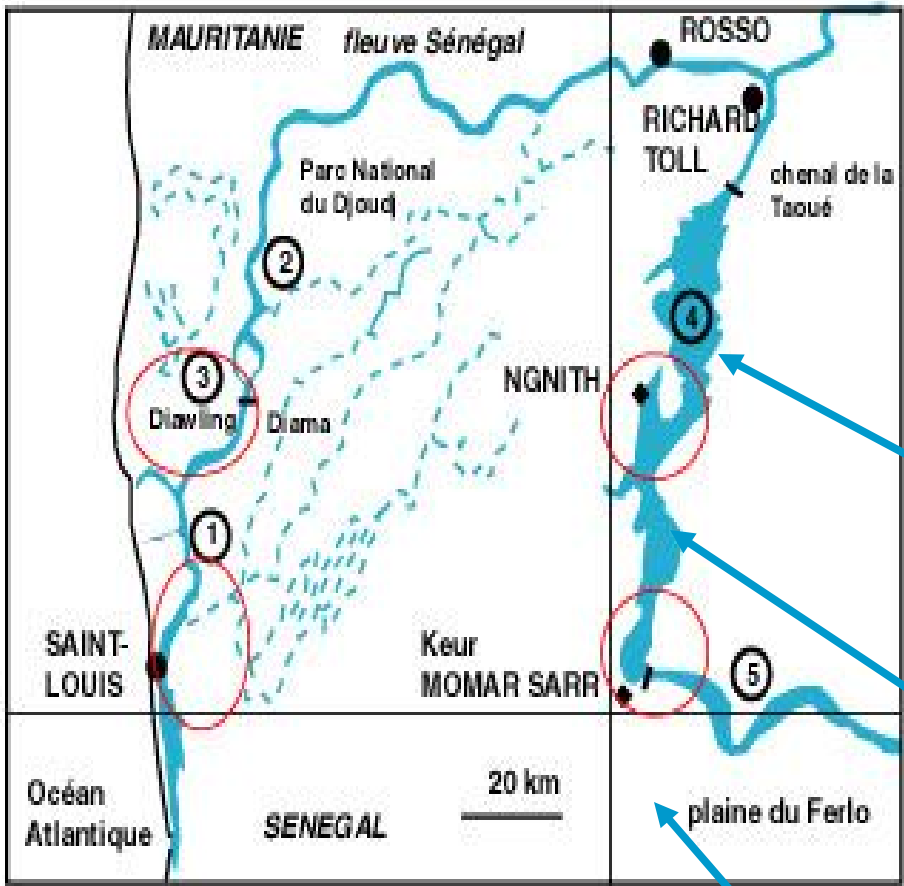 MAURITANIE
fleuve Sénégal
ROSSO
RICHARD
TOLL
Parc National
du Djoudj
chenal de la
Taoué
2
4
3
NGNITH
Diawling
Diama
1
SAINT-
LOUIS
Keur
MOMAR SARR
5
Océan
Atlantique
SENEGAL
20 km
plaine du Ferlo